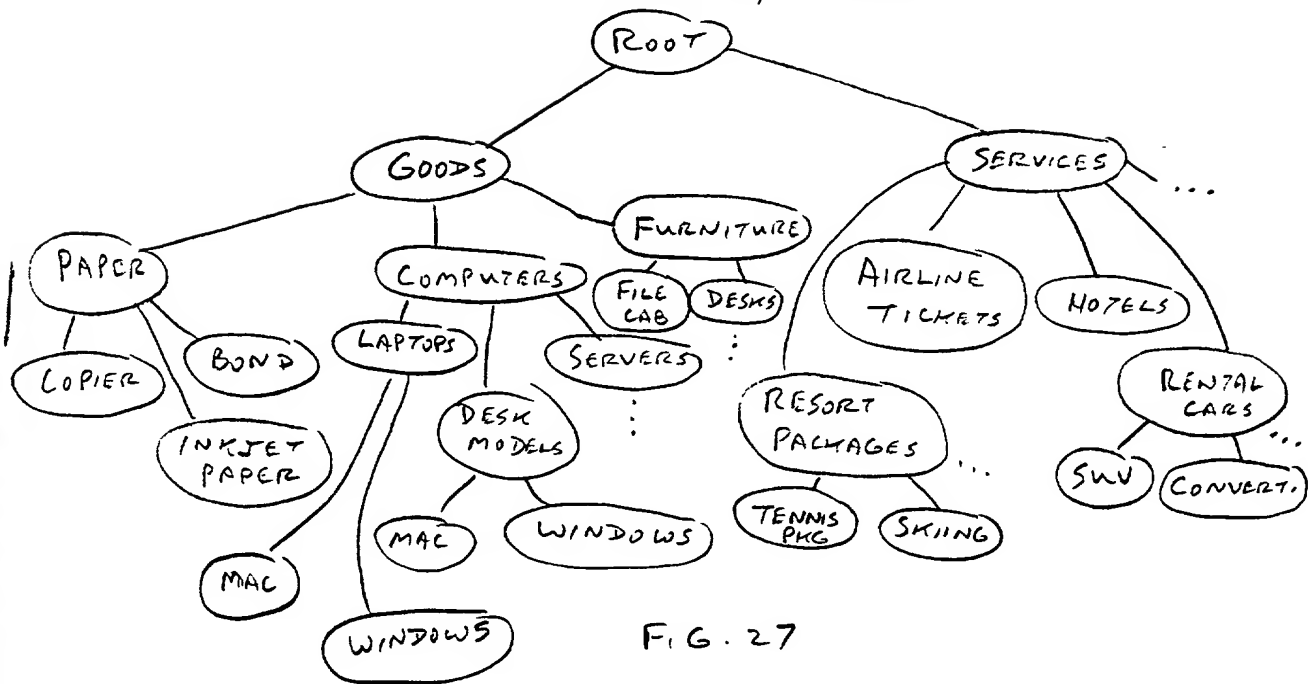 ROOT
GOODS
SERVICES
...
FURNITURE
PAPER
COMPUTERS
AIRLINE
TICKETS
HOTELS
FILE
CAB
DESKS
LAPTOPS
SERVERS
BOND
COPIER
RENTAL
CARS
...
DESK
MODELS
RESORT
PACKAGES
...
INKJET
PAPER
SUV
CONVERT.
TENNIS
PKG
SKIING
MAC
WINDOWS
MAC
WINDOWS
FIG. 27